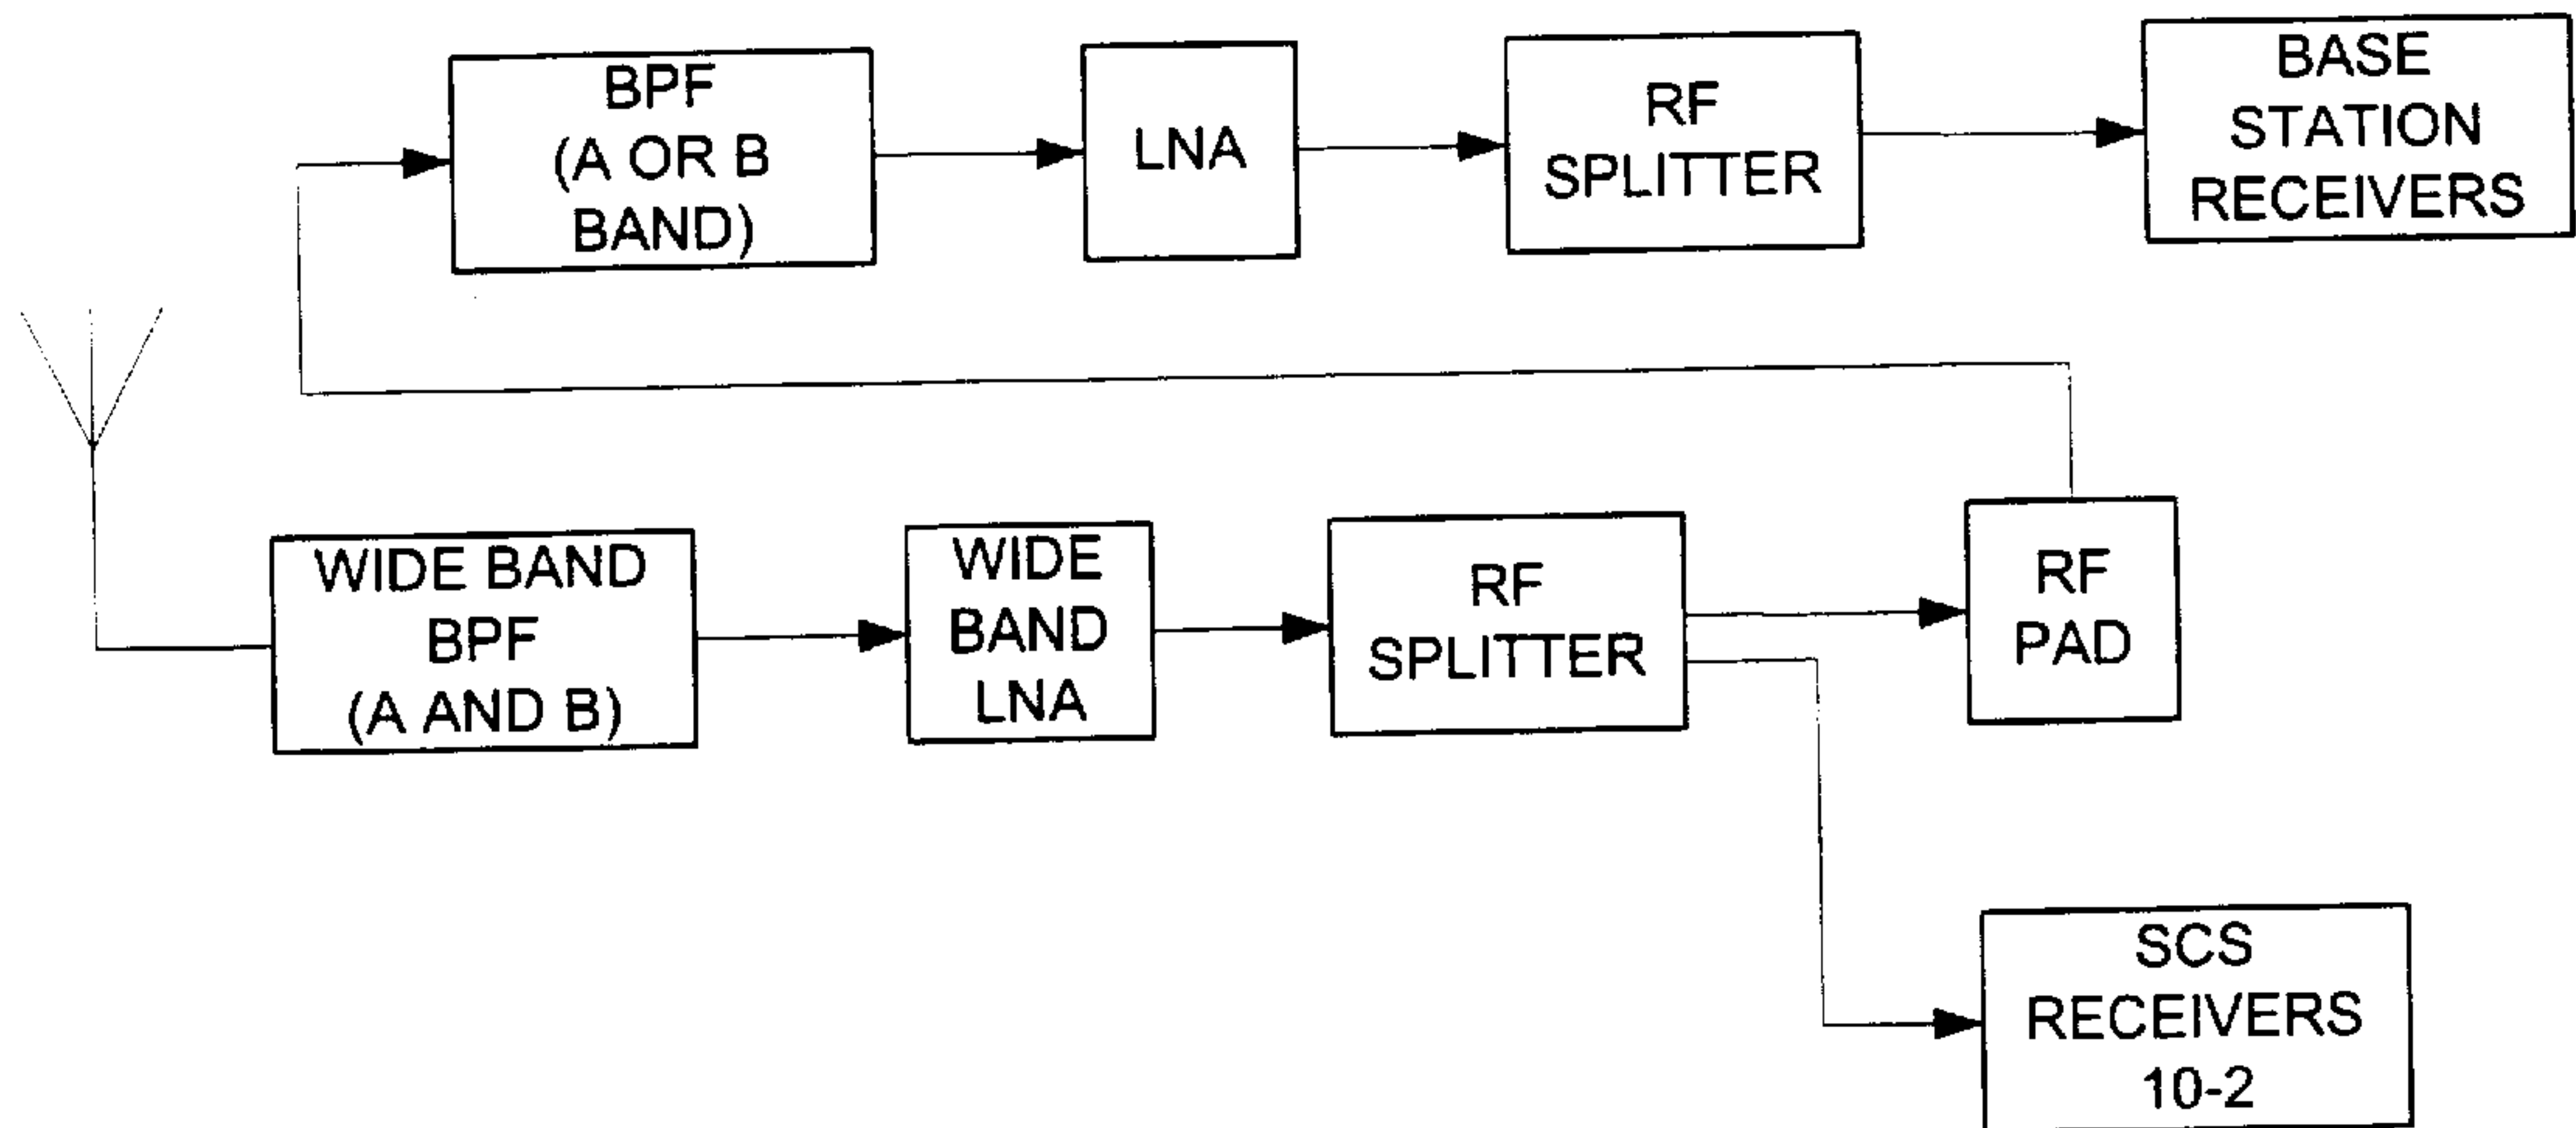 BPF
(A OR B
BAND)
LNA
RF
SPLITTER
BASE
STATION
RECEIVERS
WIDE BAND
BPF
(A AND B)
WIDE
BAND
LNA
RF
SPLITTER
RF
PAD
SCS
RECEIVERS
10-2